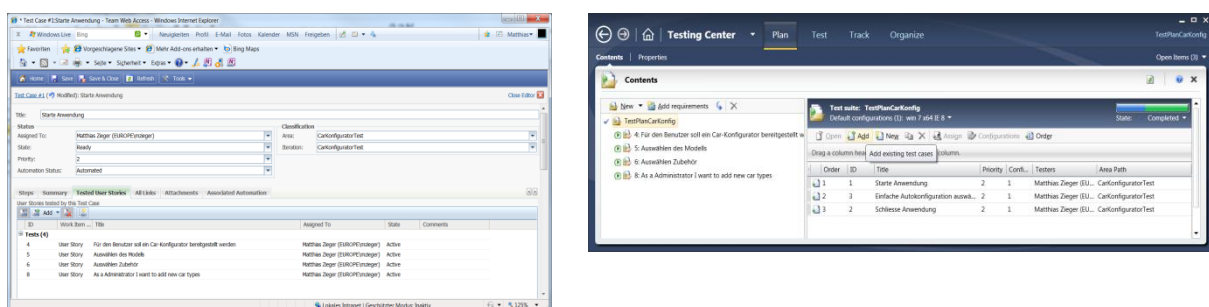 * Test Case #1:Starte Anwendung - Team Web Access - Windows Internet Explorer
X Windows Live Bing Neuigkeiten Profil E-Mail Fotos Kalender MSN Freigeben Matthias
Favoriten Vorgeschlagene Sites Mehr Add-ons erhalten Bing Maps
Seite Sicherheit Extras
Home Save Save & Close Refresh Tools
Test Case #1 (Modified): Starte Anwendung Close Editor
Title: Starte Anwendung
Status Classification
Assigned To: Matthias Zieger (EUROPE\mzieger) Area: CarKonfiguratorTest
State: Ready Iteration: CarKonfiguratorTest
Priority: 2
Automation Status: Automated
Steps Summary Tested User Stories All Links Attachments Associated Automation
User Stories tested by this Test Case
Add
ID Work Item ... Title Assigned To State Comments
Tests (4)
4 User Story Für den Benutzer soll ein Car-Konfigurator bereitgestellt werden Matthias Zieger (EUROPE\mzieger) Active
5 User Story Auswählen des Modells Matthias Zieger (EUROPE\mzieger) Active
6 User Story Auswählen Zubehör Matthias Zieger (EUROPE\mzieger) Active
8 User Story As a Administrator I want to add new car types Matthias Zieger (EUROPE\mzieger) Active
Lokales Intranet | Geschützter Modus: Inaktiv 125%
Testing Center Plan Test Track Organize TestPlanCarKonfig
Contents | Properties Open Items (3)
Contents
New Add requirements
TestPlanCarKonfig
4: Für den Benutzer soll ein Car-Konfigurator bereitgestellt w
5: Auswählen des Modells
6: Auswählen Zubehör
8: As a Administrator I want to add new car types
Test suite: TestPlanCarKonfig
Default configurations (1): win 7 x64 IE 8 State: Completed
Open Add New Assign Configurations Order
Drag a column hea Add existing test cases column.
Order ID Title Priority Confi... Testers Area Path
1 1 Starte Anwendung 2 1 Matthias Zieger (EU... CarKonfiguratorTest
2 3 Einfache Autokonfiguration auswä... 2 1 Matthias Zieger (EU... CarKonfiguratorTest
3 2 Schliesse Anwendung 2 1 Matthias Zieger (EU... CarKonfiguratorTest